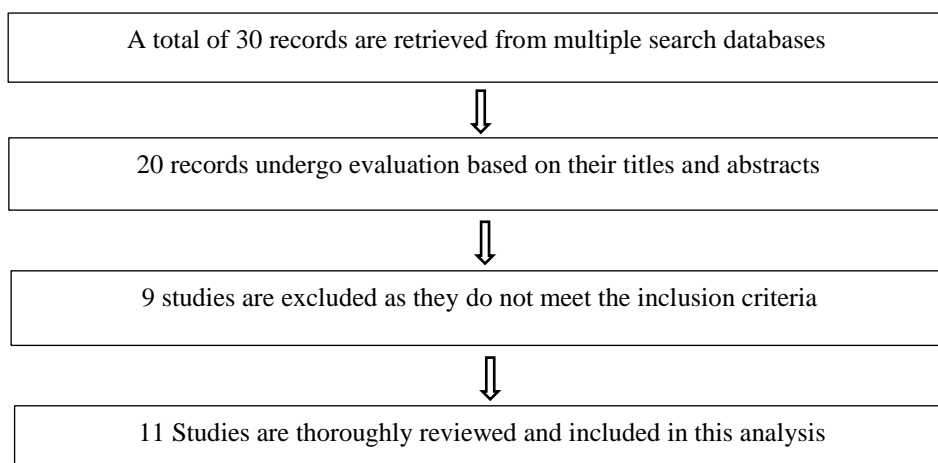 A total of 30 records are retrieved from multiple search databases
20 records undergo evaluation based on their titles and abstracts
9 studies are excluded as they do not meet the inclusion criteria
11 Studies are thoroughly reviewed and included in this analysis